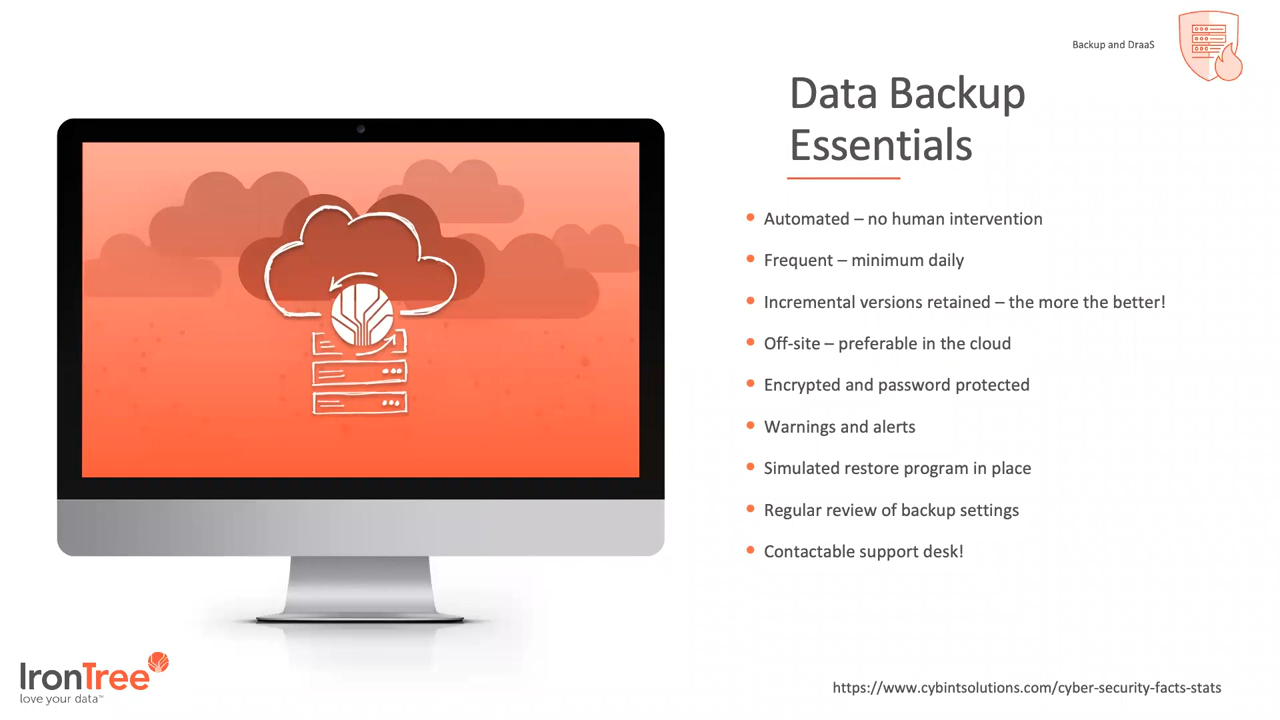 Backup and DraaS
Data Backup
Essentials
• Automated – no human intervention
• Frequent – minimum daily
• Incremental versions retained – the more the better!
• Off-site – preferable in the cloud
• Encrypted and password protected
• Warnings and alerts
• Simulated restore program in place
• Regular review of backup settings
• Contactable support desk!
IronTree
love your data™
https://www.cybintsolutions.com/cyber-security-facts-stats